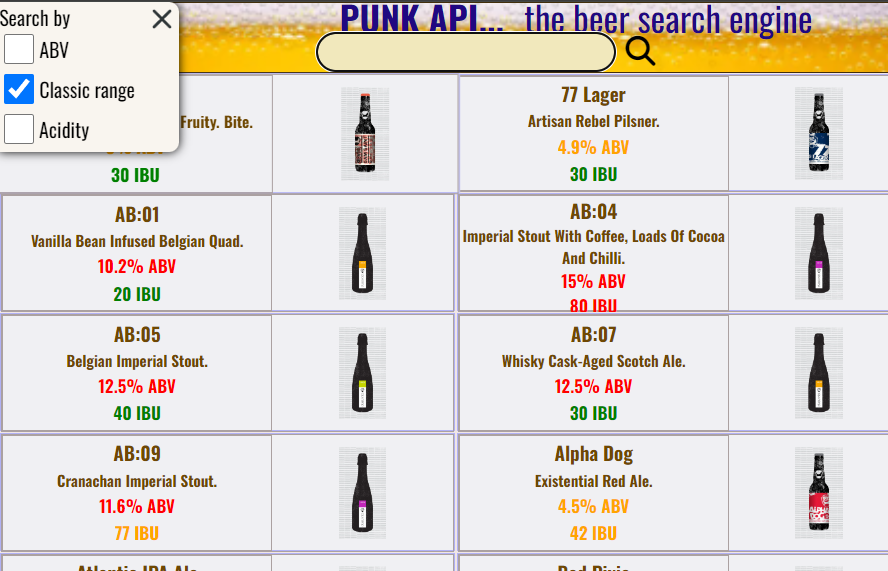 Search by
ABV
Classic range
Acidity
PUNK API... the beer search engine
Fruity. Bite.
30 IBU
77 Lager
Artisan Rebel Pilsner.
4.9% ABV
30 IBU
AB:01
Vanilla Bean Infused Belgian Quad.
10.2% ABV
20 IBU
AB:04
Imperial Stout With Coffee, Loads Of Cocoa
And Chilli.
15% ABV
80 IBU
AB:05
Belgian Imperial Stout.
12.5% ABV
40 IBU
AB:07
Whisky Cask-Aged Scotch Ale.
12.5% ABV
30 IBU
AB:09
Cranachan Imperial Stout.
11.6% ABV
77 IBU
Alpha Dog
Existential Red Ale.
4.5% ABV
42 IBU
Atlantic IPA Ale